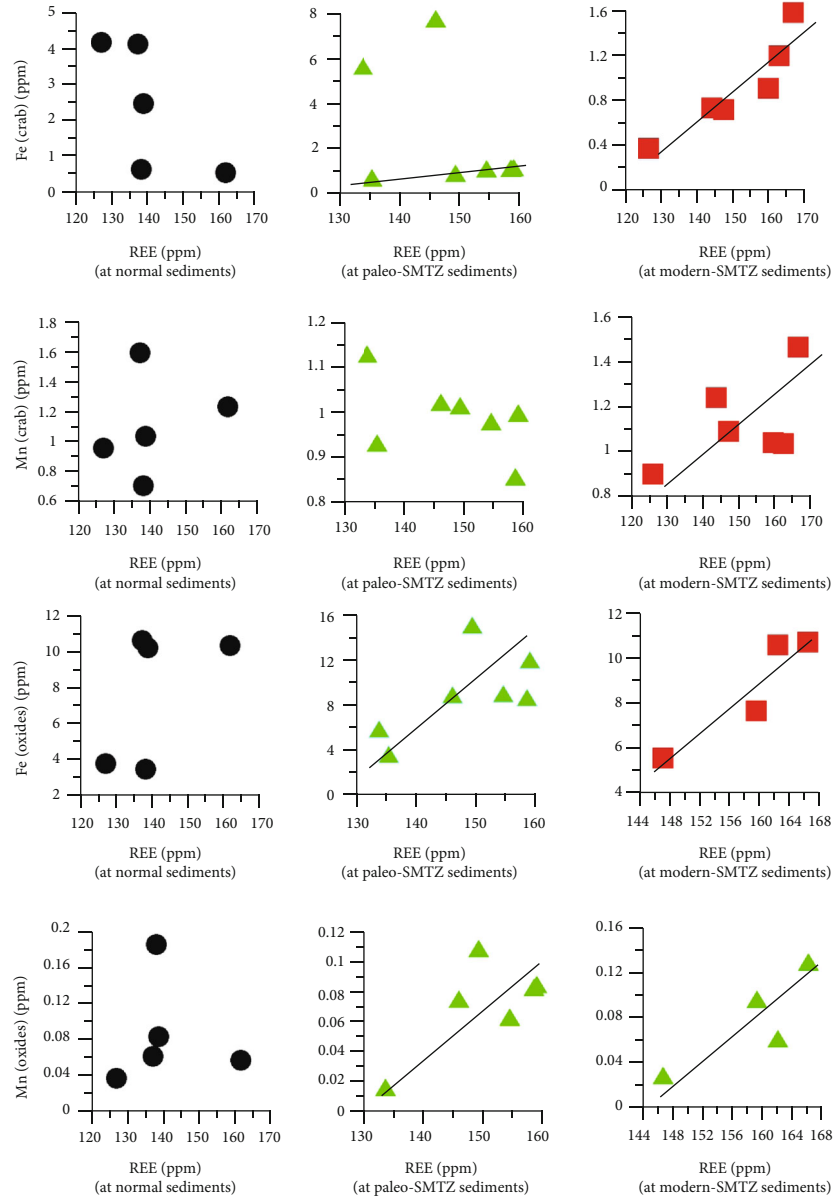 5
4
3
2
1
0
Fe (crab) (ppm)
120 130 140 150 160 170
REE (ppm)
(at normal sediments)
8
6
4
2
0
130 140 150 160
REE (ppm)
(at paleo-SMTZ sediments)
1.6
1.2
0.8
0.4
0
120 130 140 150 160 170
REE (ppm)
(at modern-SMTZ sediments)
1.8
1.6
1.4
1.2
1
0.9
0.8
0.7
0.6
Mn (crab) (ppm)
120 130 140 150 160 170
REE (ppm)
(at normal sediments)
1.2
1.1
1
0.9
0.8
130 140 150 160
REE (ppm)
(at paleo-SMTZ sediments)
1.6
1.4
1.2
1
0.8
120 130 140 150 160 170
REE (ppm)
(at modern-SMTZ sediments)
12
10
8
6
4
2
Fe (oxides) (ppm)
120 130 140 150 160 170
REE (ppm)
(at normal sediments)
16
12
8
4
0
130 140 150 160
REE (ppm)
(at paleo-SMTZ sediments)
12
10
8
6
4
144 148 152 156 160 164 168
REE (ppm)
(at modern-SMTZ sediments)
0.2
0.16
0.12
0.08
0.04
0
Mn (oxides) (ppm)
120 130 140 150 160 170
REE (ppm)
(at normal sediments)
0.12
0.1
0.08
0.06
0.04
0.02
0
130 140 150 160
REE (ppm)
(at paleo-SMTZ sediments)
0.16
0.12
0.08
0.04
0
144 148 152 156 160 164 168
REE (ppm)
(at modern-SMTZ sediments)